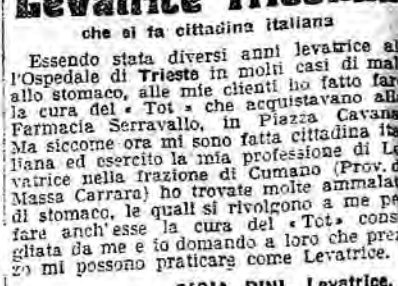 Levatrice
che si fa cittadina italiana
Essendo stata diversi anni levatrice al
l'Ospedale di Trieste in molti casi di mal
allo stomaco, alle mie clienti ho fatto fare
la cura del « Tot » che acquistavano alla
Farmacia Serravallo, in Piazza Cavana
Ma siccome ora mi sono fatta cittadina ita
liana ed esercito la mia professione di Le
vatrice nella frazione di Cumano (Prov. d
Massa Carrara) ho trovate molte ammalat
di stomaco, le quali si rivolgono a me pe
fare anch'esse la cura del «Tot» consi
gliata da me e io domando a loro che prez
zo mi possono praticare come Levatrice.
DINI, Levatrice.